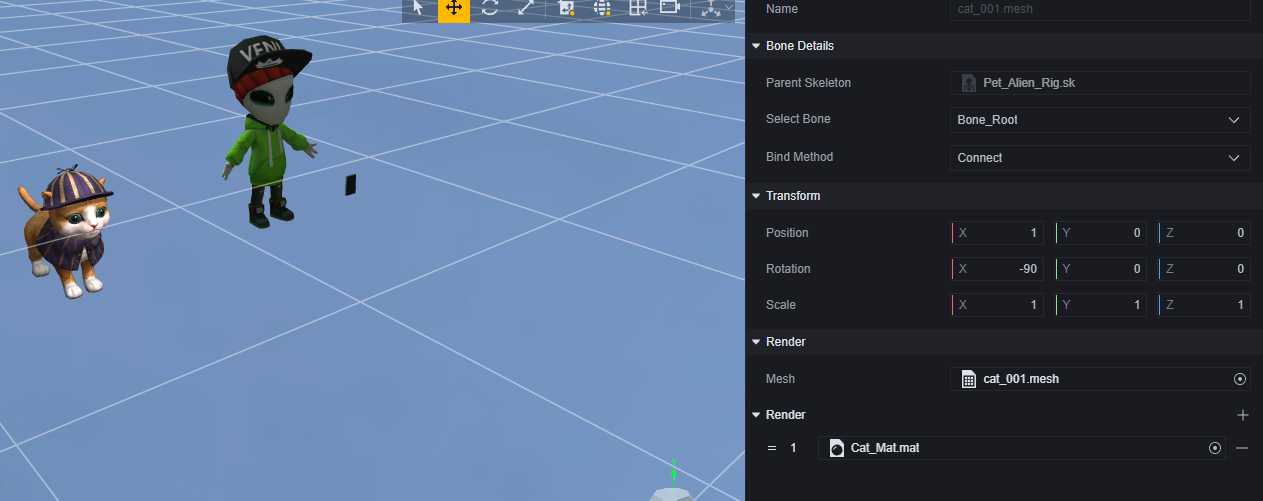 Name cat_001.mesh
Bone Details
Parent Skeleton Pet_Alien_Rig.sk
Select Bone Bone_Root
Bind Method Connect
Transform
Position X 1 Y 0 Z 0
Rotation X -90 Y 0 Z 0
Scale X 1 Y 1 Z 1
Render
Mesh cat_001.mesh
Render
= 1 Cat_Mat.mat
Y